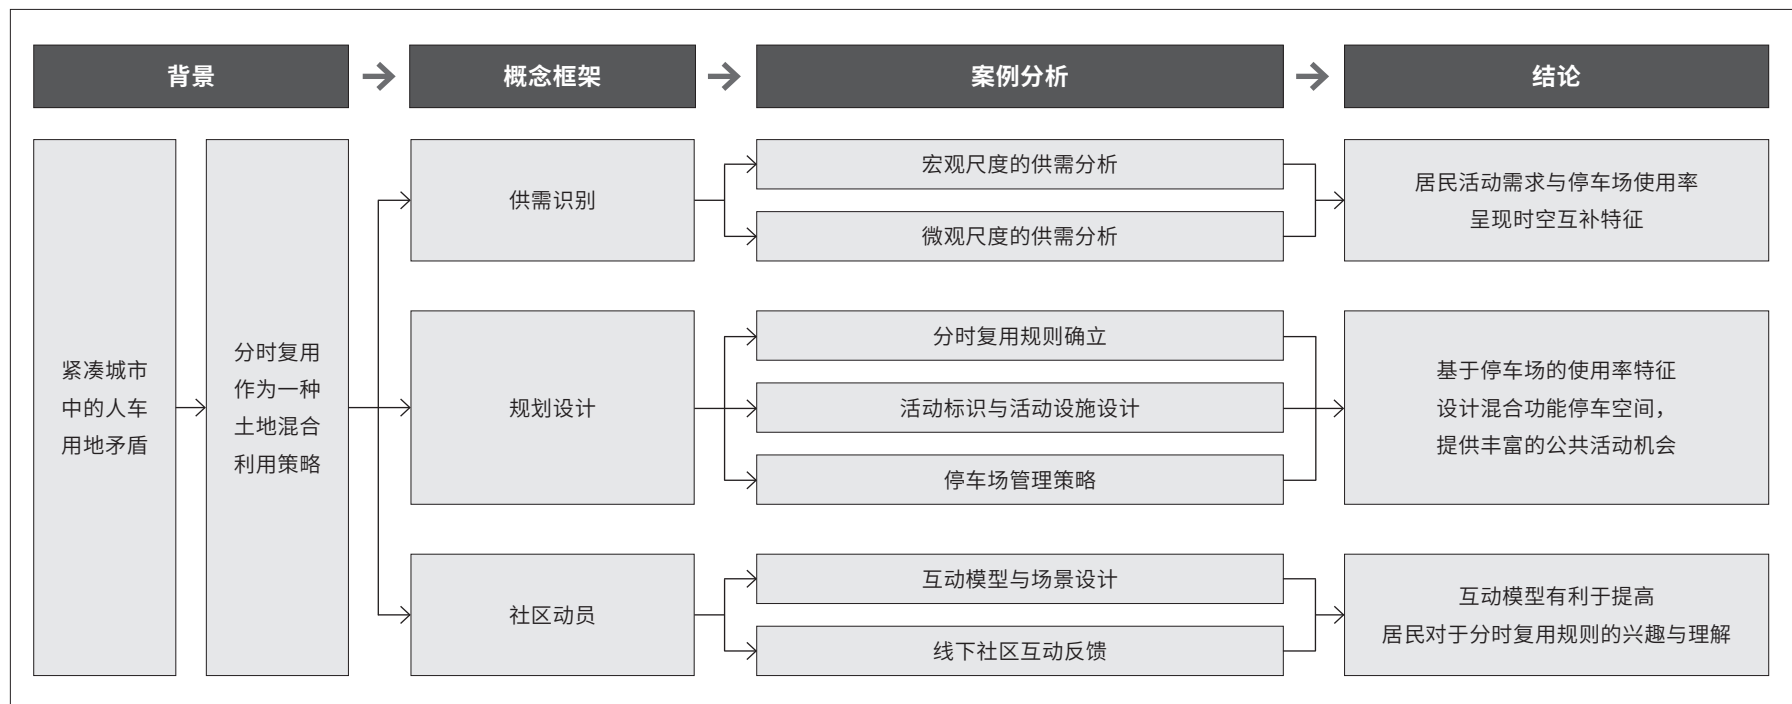 背景
概念框架
案例分析
结论
紧凑城市
中的人车
用地矛盾
分时复用
作为一种
土地混合
利用策略
供需识别
宏观尺度的供需分析
微观尺度的供需分析
居民活动需求与停车场使用率
呈现时空互补特征
规划设计
分时复用规则确立
活动标识与活动设施设计
停车场管理策略
基于停车场的使用率特征
设计混合功能停车空间，
提供丰富的公共活动机会
社区动员
互动模型与场景设计
线下社区互动反馈
互动模型有利于提高
居民对于分时复用规则的兴趣与理解